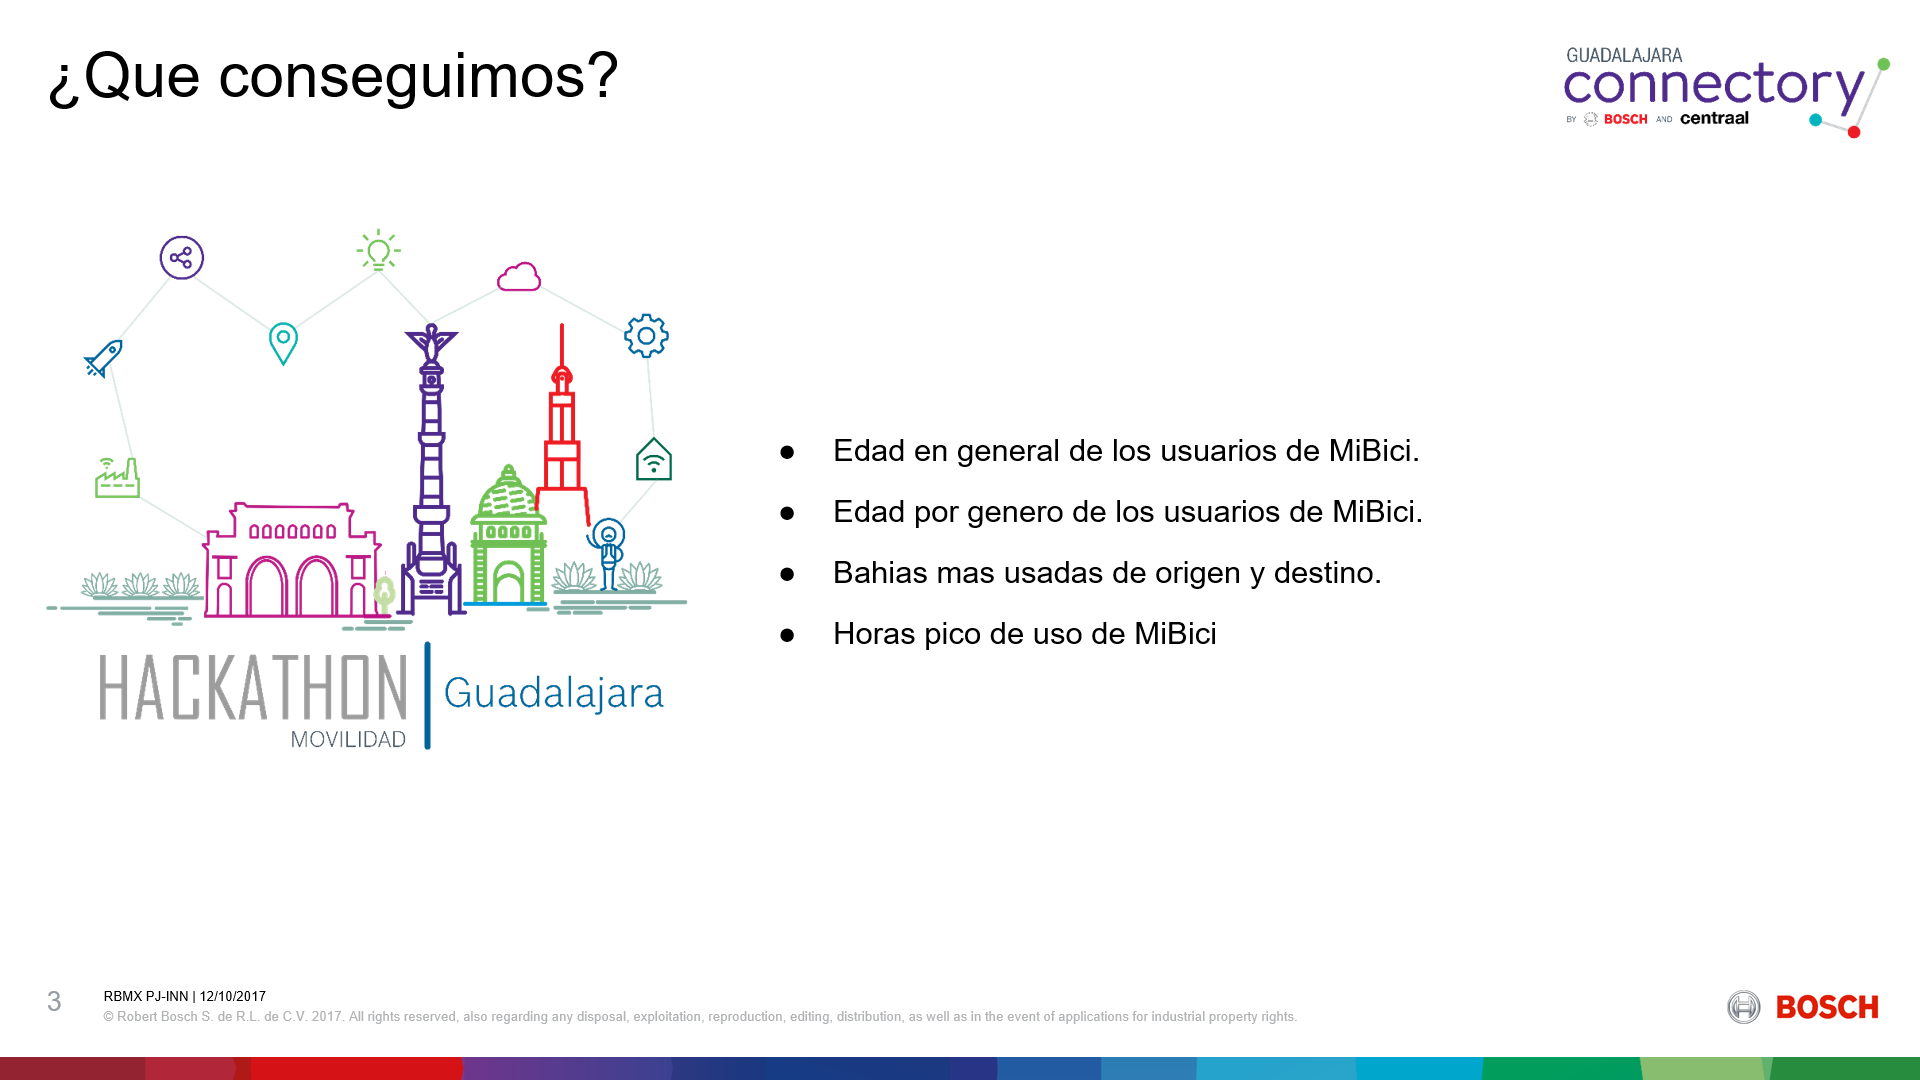 ¿Que conseguimos?
GUADALAJARA
connectory
BY BOSCH AND centraal
● Edad en general de los usuarios de MiBici.
● Edad por genero de los usuarios de MiBici.
● Bahias mas usadas de origen y destino.
● Horas pico de uso de MiBici
HACKATHON
MOVILIDAD
Guadalajara
3
RBMX PJ-INN | 12/10/2017
© Robert Bosch S. de R.L. de C.V. 2017. All rights reserved, also regarding any disposal, exploitation, reproduction, editing, distribution, as well as in the event of applications for industrial property rights.
BOSCH